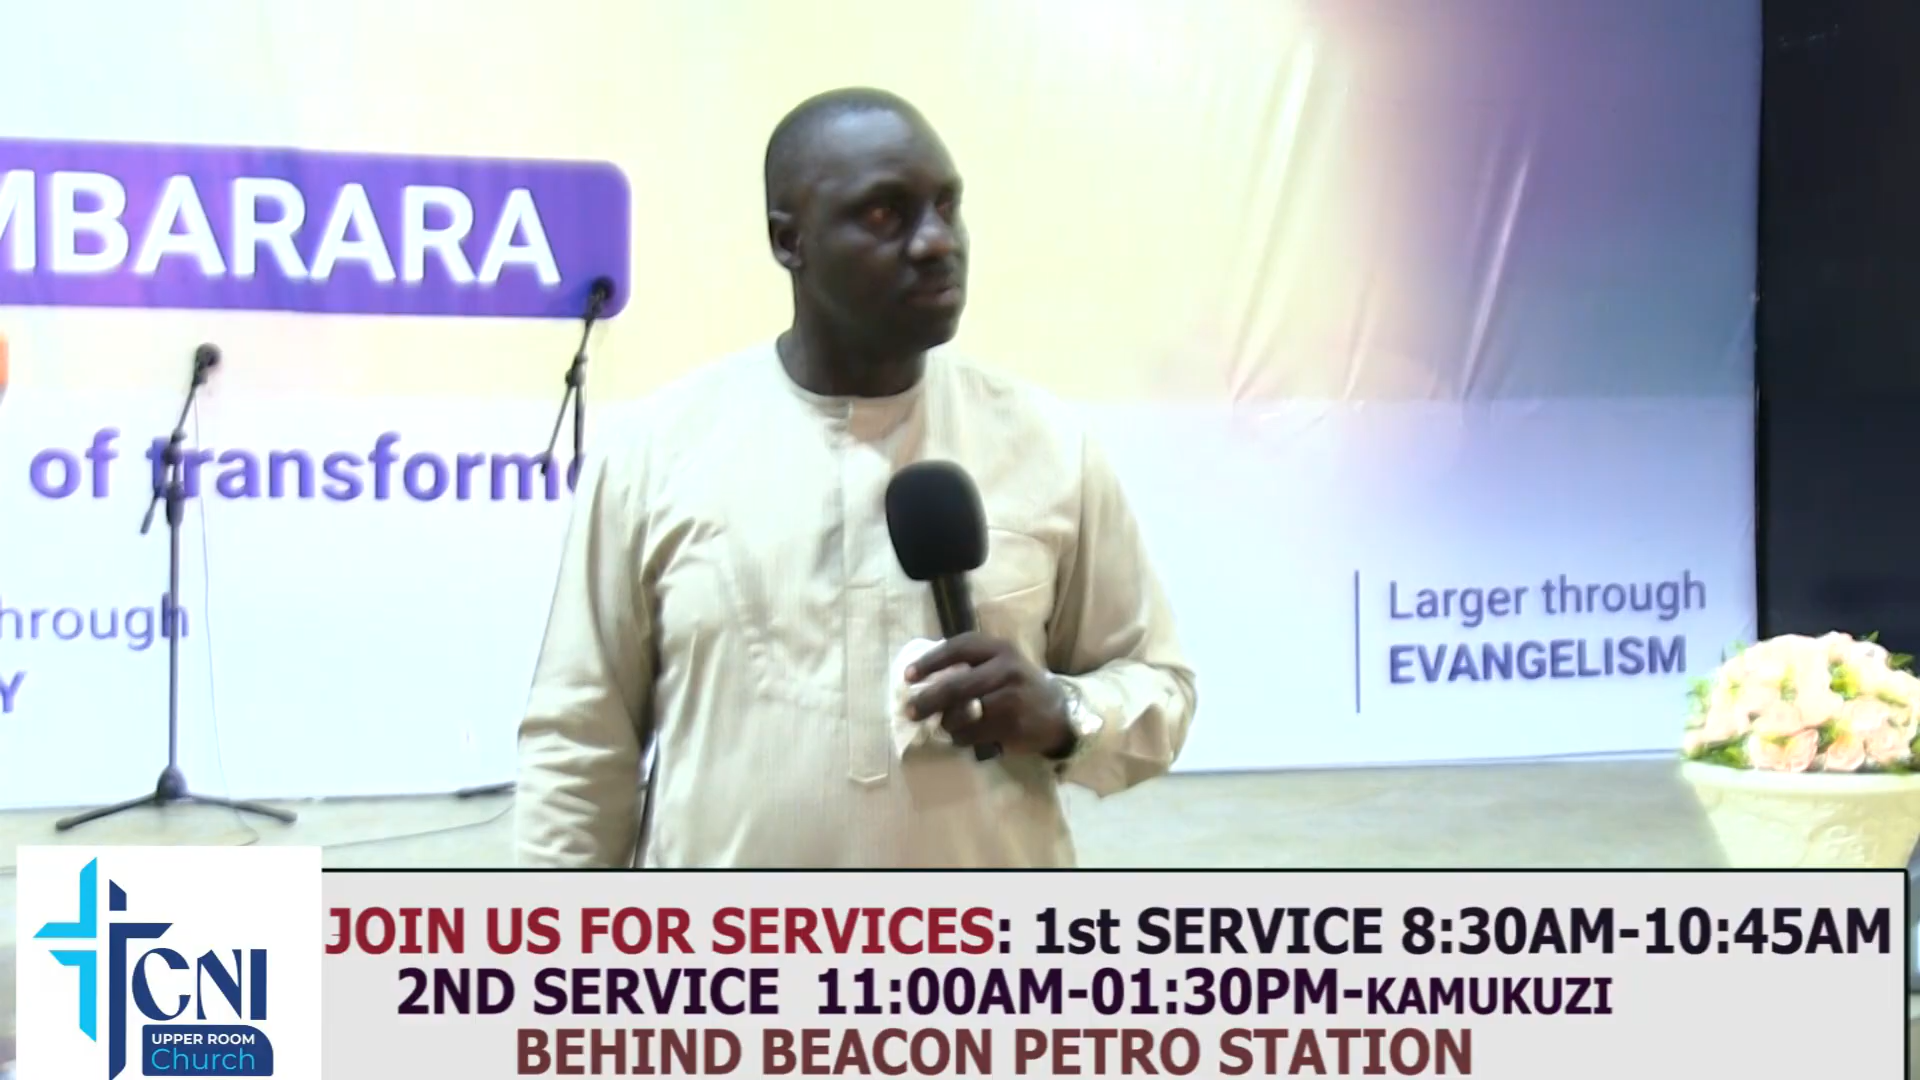 MBARARA
of transform
hrough
Y
Larger through
EVANGELISM
CNI
UPPER ROOM
Church
JOIN US FOR SERVICES: 1st SERVICE 8:30AM-10:45AM
2ND SERVICE 11:00AM-01:30PM-KAMUKUZI
BEHIND BEACON PETRO STATION